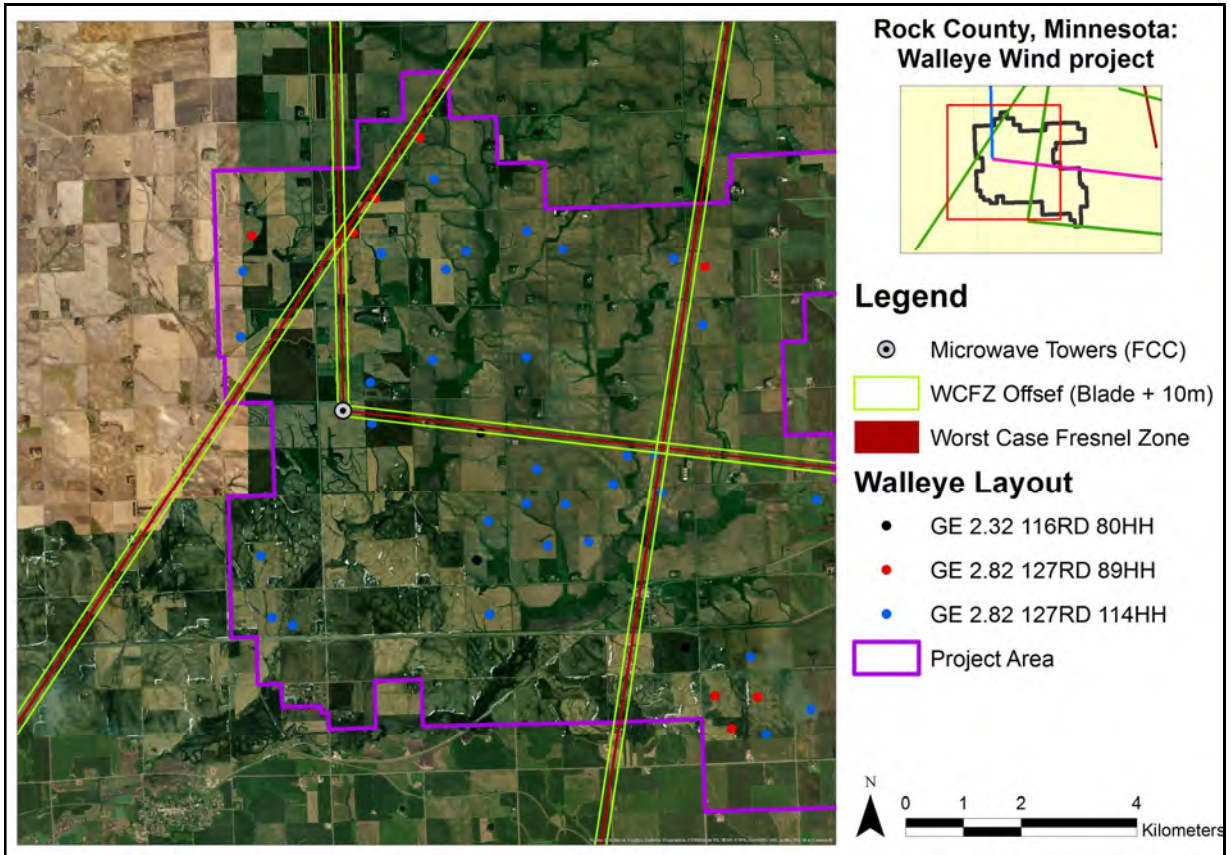 Rock County, Minnesota:
Walleye Wind project
Legend
Microwave Towers (FCC)
WCFZ Offsef (Blade + 10m)
Worst Case Fresnel Zone
Walleye Layout
GE 2.32 116RD 80HH
GE 2.82 127RD 89HH
GE 2.82 127RD 114HH
Project Area
N
0 1 2 4
Kilometers